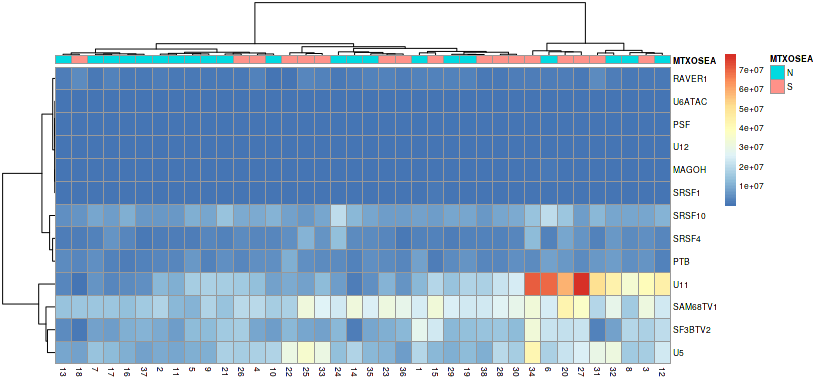 MTXOSEA
RAVER1
U6ATAC
PSF
U12
MAGOH
SRSF1
SRSF10
SRSF4
PTB
U11
SAM68TV1
SF3BTV2
U5
13 18 7 17 16 37 2 11 5 9 21 26 4 10 22 25 33 24 14 35 23 36 1 15 29 19 38 28 30 34 6 20 27 31 32 8 3 12
7e+07
6e+07
5e+07
4e+07
3e+07
2e+07
1e+07
MTXOSEA
N
S